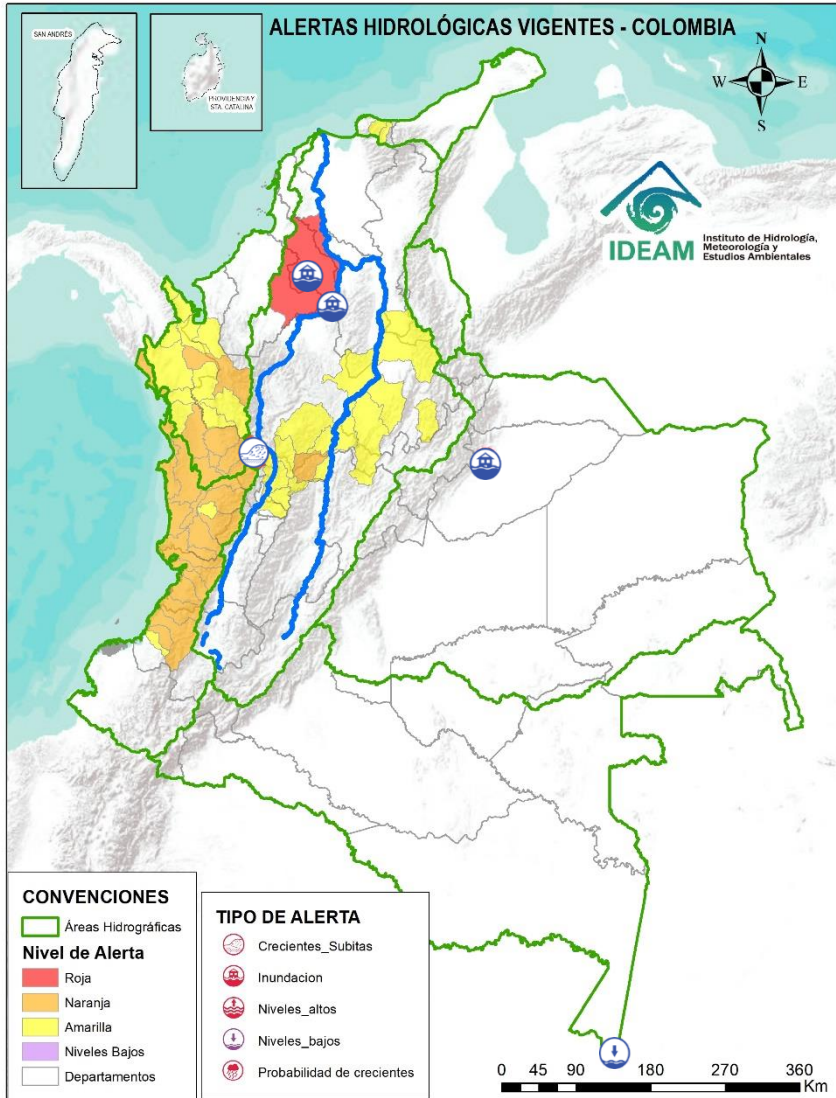 ALERTAS HIDROLÓGICAS VIGENTES - COLOMBIA
SAN ANDRÉS
PROVIDENCIA Y
STA. CATALINA
N
W
E
S
IDEAM
Instituto de Hidrología,
Meteorología y
Estudios Ambientales
CONVENCIONES
Áreas Hidrográficas
Nivel de Alerta
Roja
Naranja
Amarilla
Niveles Bajos
Departamentos
TIPO DE ALERTA
Crecientes_Subitas
Inundacion
Niveles_altos
Niveles_bajos
Probabilidad de crecientes
0 45 90 180 270 360
Km